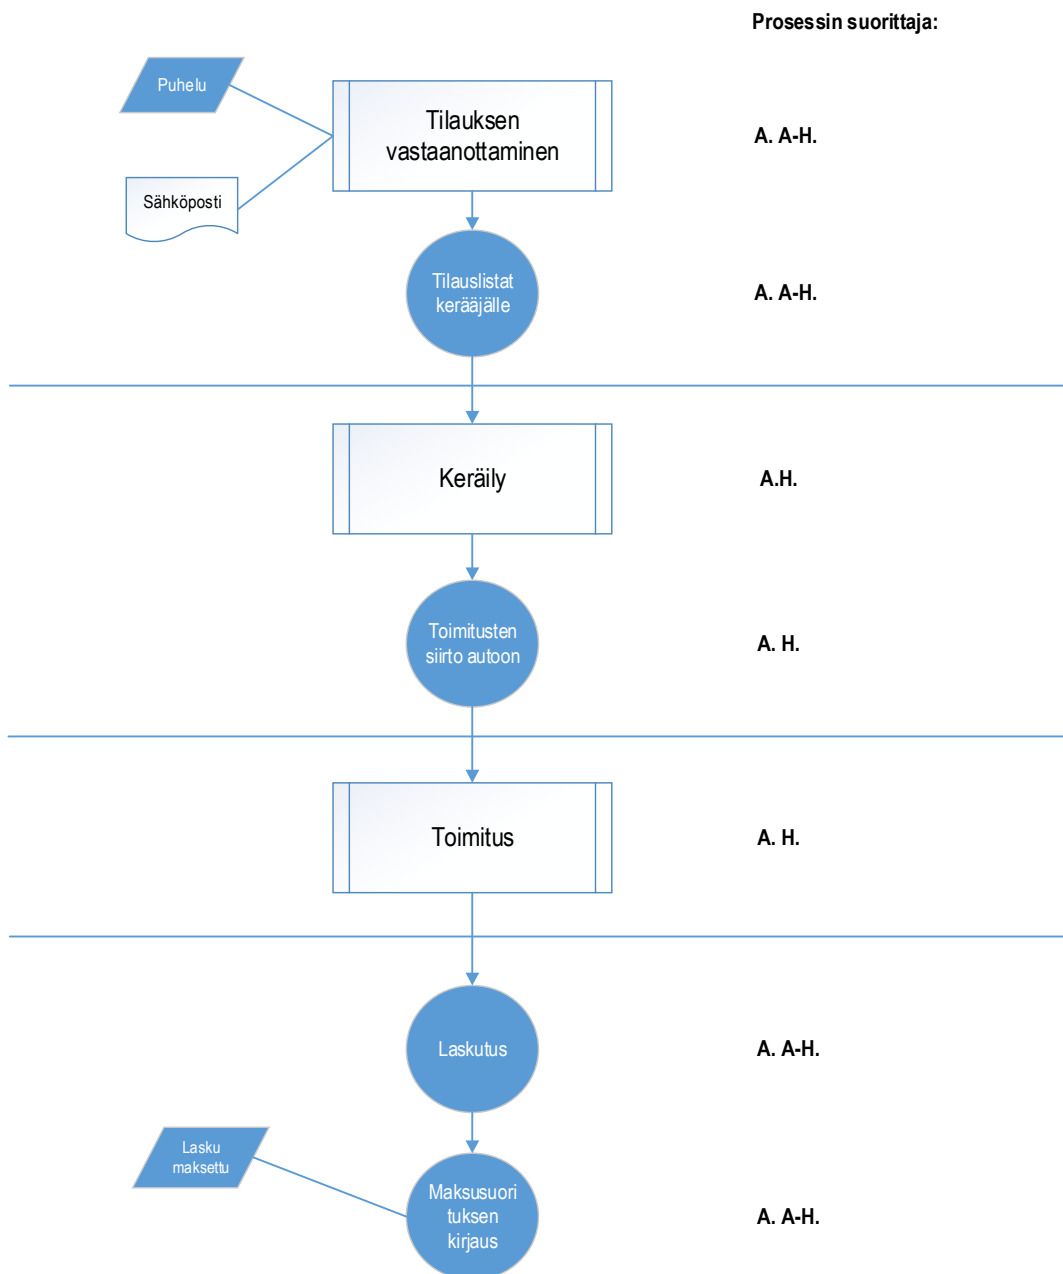 Prosessin suorittaja:
Puhelu
Tilauksen
vastaanottaminen
A. A-H.
Sähköposti
Tilauslistat
kerääjälle
A. A-H.
Keräily
A.H.
Toimitusten
siirto autoon
A. H.
Toimitus
A. H.
Laskutus
A. A-H.
Lasku
maksettu
Maksusuori
tuksen
kirjaus
A. A-H.